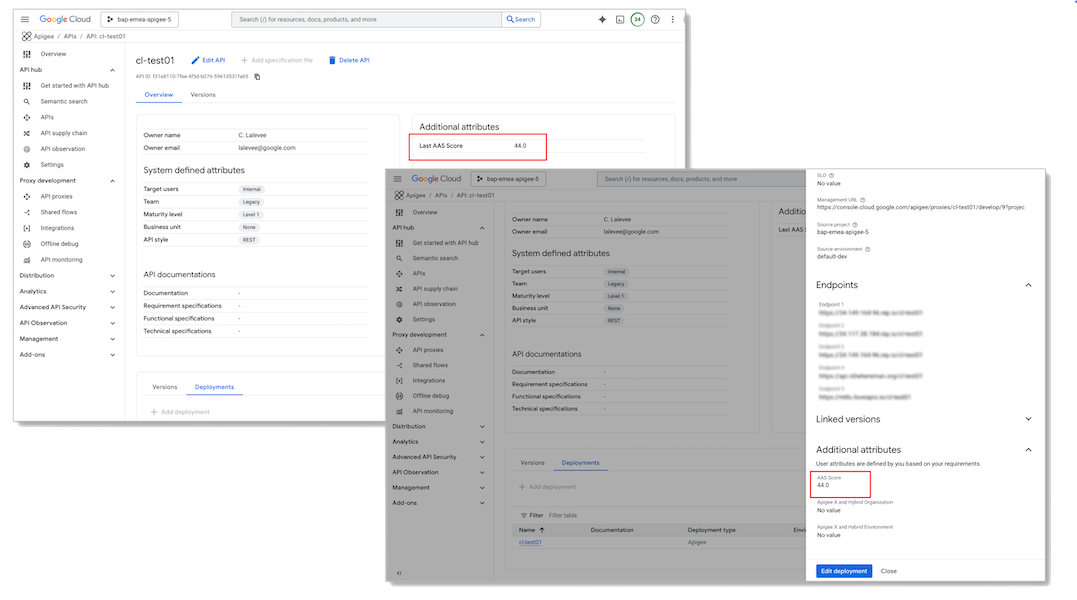 Google Cloud bap-emea-apigee-5 Search (/) for resources, docs, products, and more Search 34
Apigee / APIs / API: cl-test01
Overview
API hub
Get started with API hub
Semantic search
APIs
API supply chain
API observation
Settings
Proxy development
API proxies
Shared flows
Integrations
Offline debug
API monitoring
Distribution
Analytics
Advanced API Security
API Observation
Management
Add-ons
cl-test01 Edit API Add specification file Delete API
Overview Versions
Owner name C. Lalevee
Owner email lalevee@google.com
System defined attributes
Target users Internal
Team Legacy
Maturity level Level 1
Business unit None
API style REST
API documentations
Documentation -
Requirement specifications -
Functional specifications -
Technical specifications -
Versions Deployments
Add deployment
Additional attributes
Last AAS Score 44.0
Google Cloud bap-emea-apigee-5 Search (/) for resources, docs, products, and more
Apigee / APIs / API: cl-test01
Overview
API hub
Get started with API hub
Semantic search
APIs
API supply chain
API observation
Settings
Proxy development
API proxies
Shared flows
Integrations
Offline debug
API monitoring
Distribution
Analytics
Advanced API Security
API Observation
Management
Add-ons
Owner name C. Lalevee
Owner email lalevee@google.com
System defined attributes
Target users Internal
Team Legacy
Maturity level Level 1
Business unit None
API style REST
API documentations
Documentation -
Requirement specifications -
Functional specifications -
Technical specifications -
Versions Deployments
Add deployment
Filter Filter table
Name Documentation Deployment type Envi
cl-test01 Apigee
Additio
Last AAS
SLO
No value
Management URL
https://console.cloud.google.com/apigee/proxies/cl-test01/develop/9?projec
Source project
bap-emea-apigee-5
Source environment
default-dev
Endpoints
Endpoint 1
Linked versions
Additional attributes
User attributes are defined by you based on your requirements.
AAS Score
44.0
Apigee X and Hybrid Organization
No value
Apigee X and Hybrid Environment
No value
Edit deployment Close